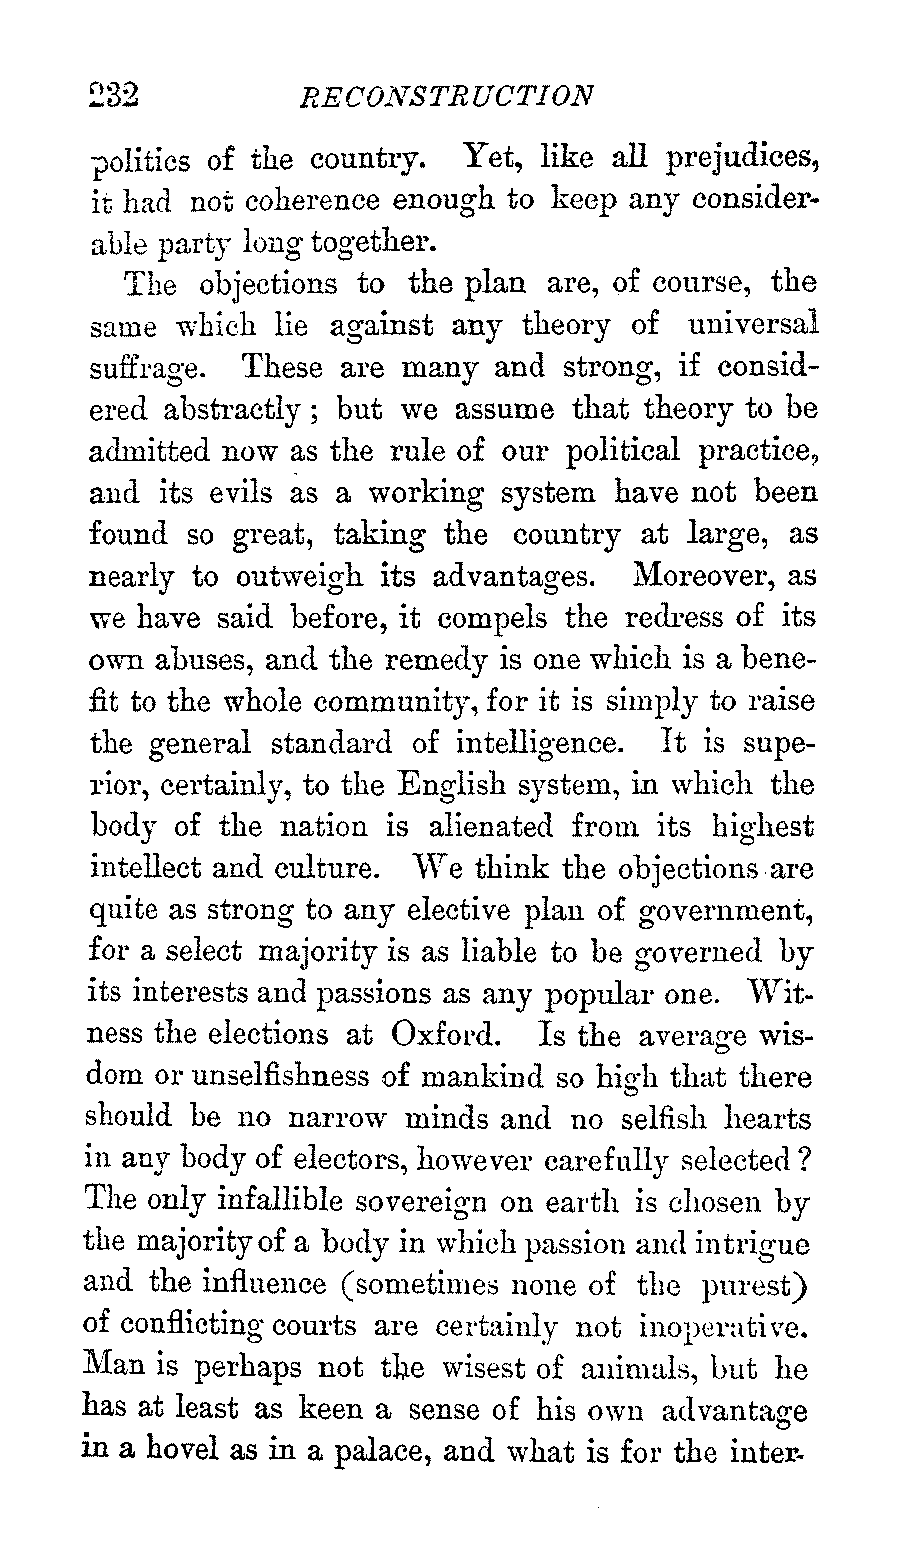 232 RECONSTRUCTION
politics of the country. Yet, like all prejudices,
it had not coherence enough to keep any consider-
able party long together.
The objections to the plan are, of course, the
same which lie against any theory of universal
suffrage. These are many and strong, if consid-
ered abstractly; but we assume that theory to be
admitted now as the rule of our political practice,
and its evils as a working system have not been
found so great, taking the country at large, as
nearly to outweigh its advantages. Moreover, as
we have said before, it compels the redress of its
own abuses, and the remedy is one which is a bene-
fit to the whole community, for it is simply to raise
the general standard of intelligence. It is supe-
rior, certainly, to the English system, in which the
body of the nation is alienated from its highest
intellect and culture. We think the objections are
quite as strong to any elective plan of government,
for a select majority is as liable to be governed by
its interests and passions as any popular one. Wit-
ness the elections at Oxford. Is the average wis-
dom or unselfishness of mankind so high that there
should be no narrow minds and no selfish hearts
in any body of electors, however carefully selected?
The only infallible sovereign on earth is chosen by
the majority of a body in which passion and intrigue
and the influence (sometimes none of the purest)
of conflicting courts are certainly not inoperative.
Man is perhaps not the wisest of animals, but he
has at least as keen a sense of his own advantage
in a hovel as in a palace, and what is for the inter-